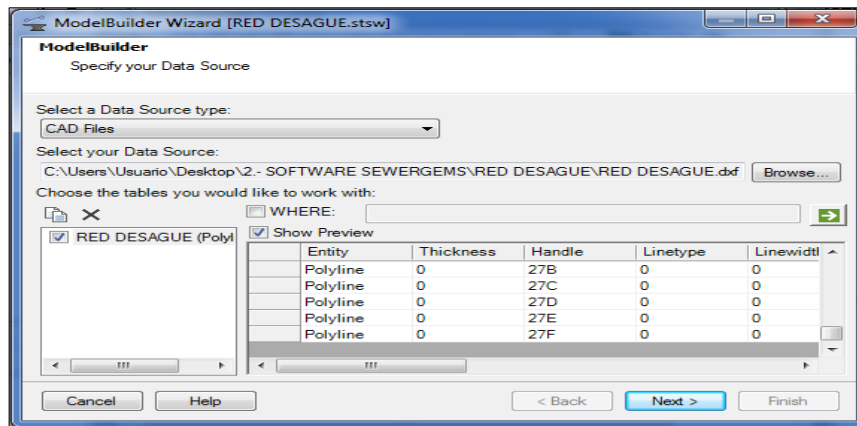 ModelBuilder Wizard [RED DESAGUE.stsw]
ModelBuilder
Specify your Data Source
Select a Data Source type:
CAD Files
Select your Data Source:
C:\Users\Usuario\Desktop\2.- SOFTWARE SEWERGEMS\RED DESAGUE\RED DESAGUE.dxf Browse...
Choose the tables you would like to work with:
WHERE:
RED DESAGUE (Polyl Show Preview
Entity Thickness Handle Linetype Linewidtl
Polyline 0 27B 0 0
Polyline 0 27C 0 0
Polyline 0 27D 0 0
Polyline 0 27E 0 0
Polyline 0 27F 0 0
Cancel Help < Back Next > Finish